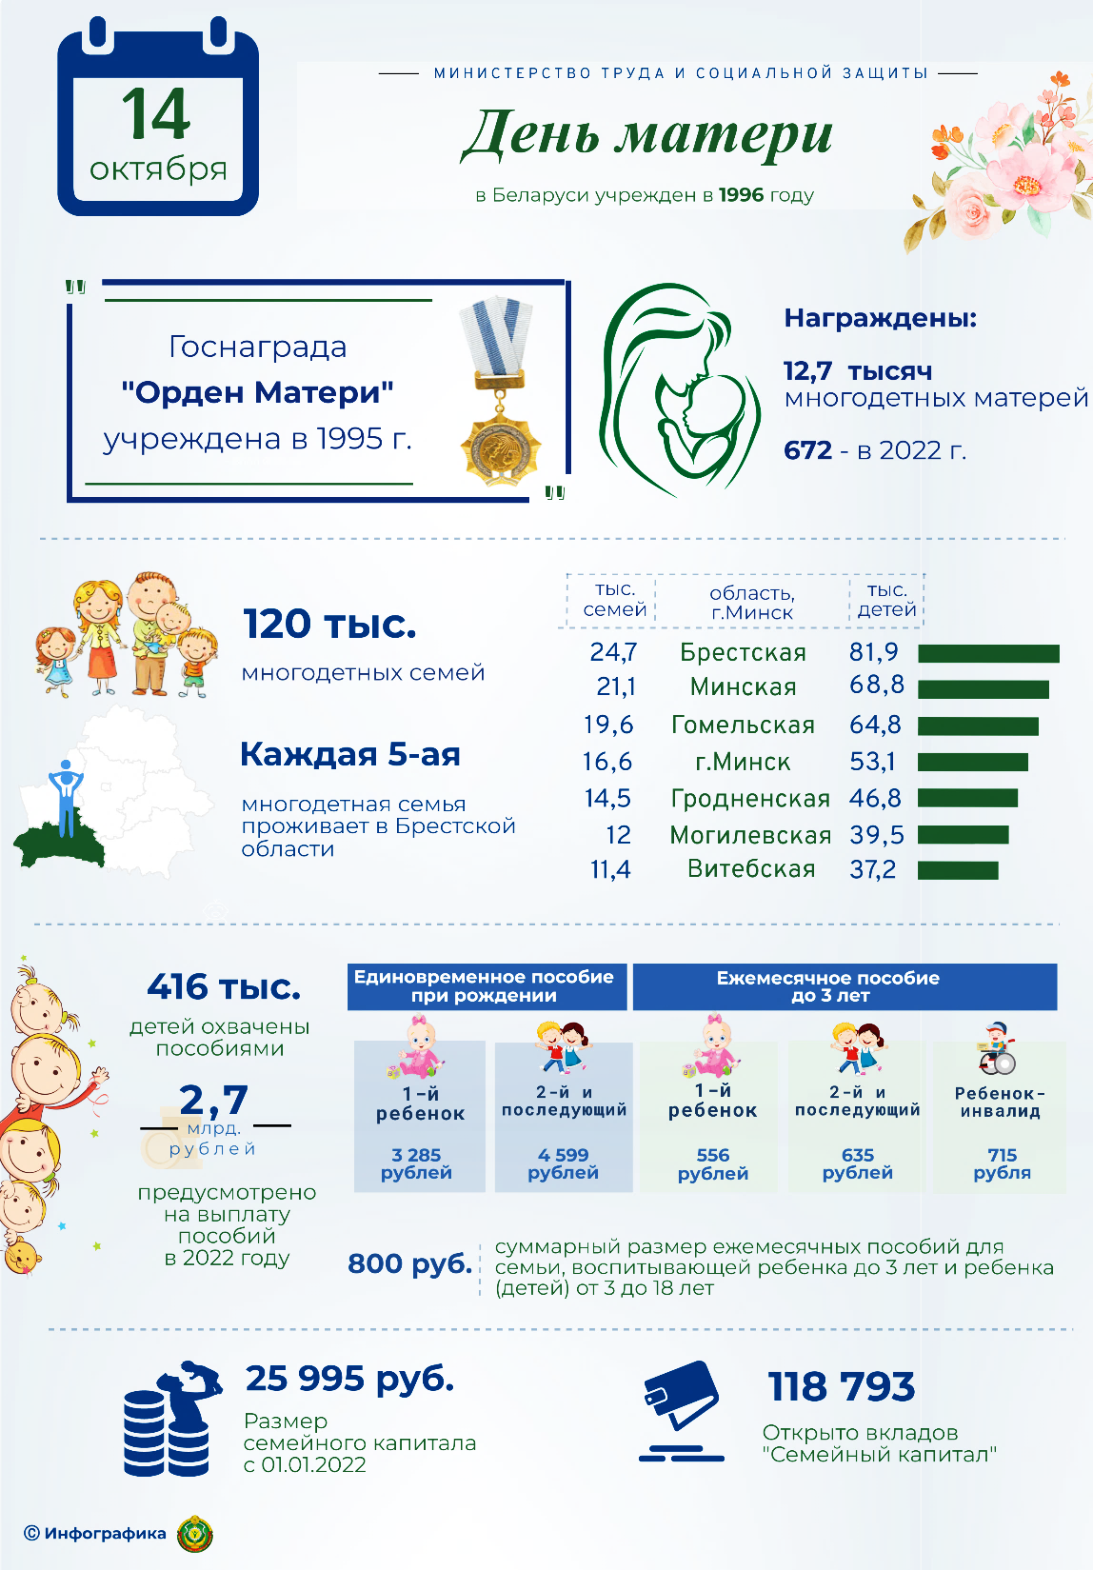 14
октября
МИНИСТЕРСТВО ТРУДА И СОЦИАЛЬНОЙ ЗАЩИТЫ
День матери
в Беларуси учрежден в 1996 году
"
Госнаграда
"Орден Матери"
учреждена в 1995 г.
"
Награждены:
12,7 тысяч
многодетных матерей
672 - в 2022 г.
120 тыс.
многодетных семей
Каждая 5-ая
многодетная семья
проживает в Брестской
области
тыс. семей область, г.Минск тыс. детей
24,7 Брестская 81,9
21,1 Минская 68,8
19,6 Гомельская 64,8
16,6 г.Минск 53,1
14,5 Гродненская 46,8
12 Могилевская 39,5
11,4 Витебская 37,2
416 тыс.
детей охвачены
пособиями
2,7
млрд.
рублей
предусмотрено
на выплату
пособий
в 2022 году
Единовременное пособие
при рождении
Ежемесячное пособие
до 3 лет
1-й
ребенок
3 285
рублей
2-й и
последующий
4 599
рублей
1-й
ребенок
556
рублей
2-й и
последующий
635
рублей
Ребенок-
инвалид
715
рубля
800 руб.
суммарный размер ежемесячных пособий для
семьи, воспитывающей ребенка до 3 лет и ребенка
(детей) от 3 до 18 лет
25 995 руб.
Размер
семейного капитала
с 01.01.2022
118 793
Открыто вкладов
"Семейный капитал"
© Инфографика